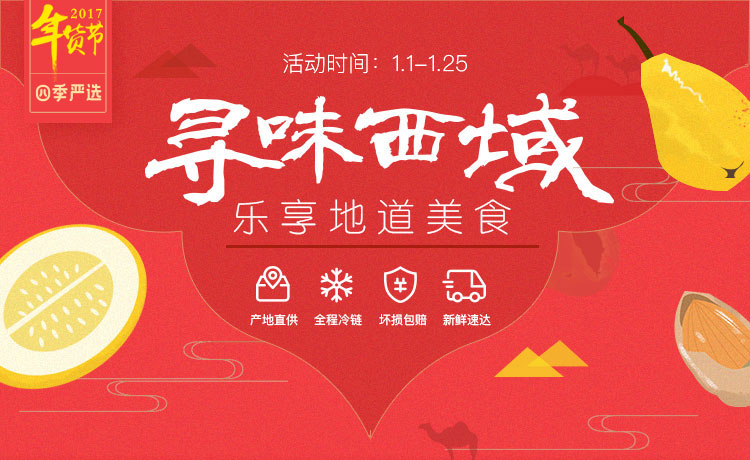 2017
年货节
四季严选
活动时间：1.1-1.25
寻味西域
乐享地道美食
产地直供 全程冷链 坏损包赔 新鲜速达